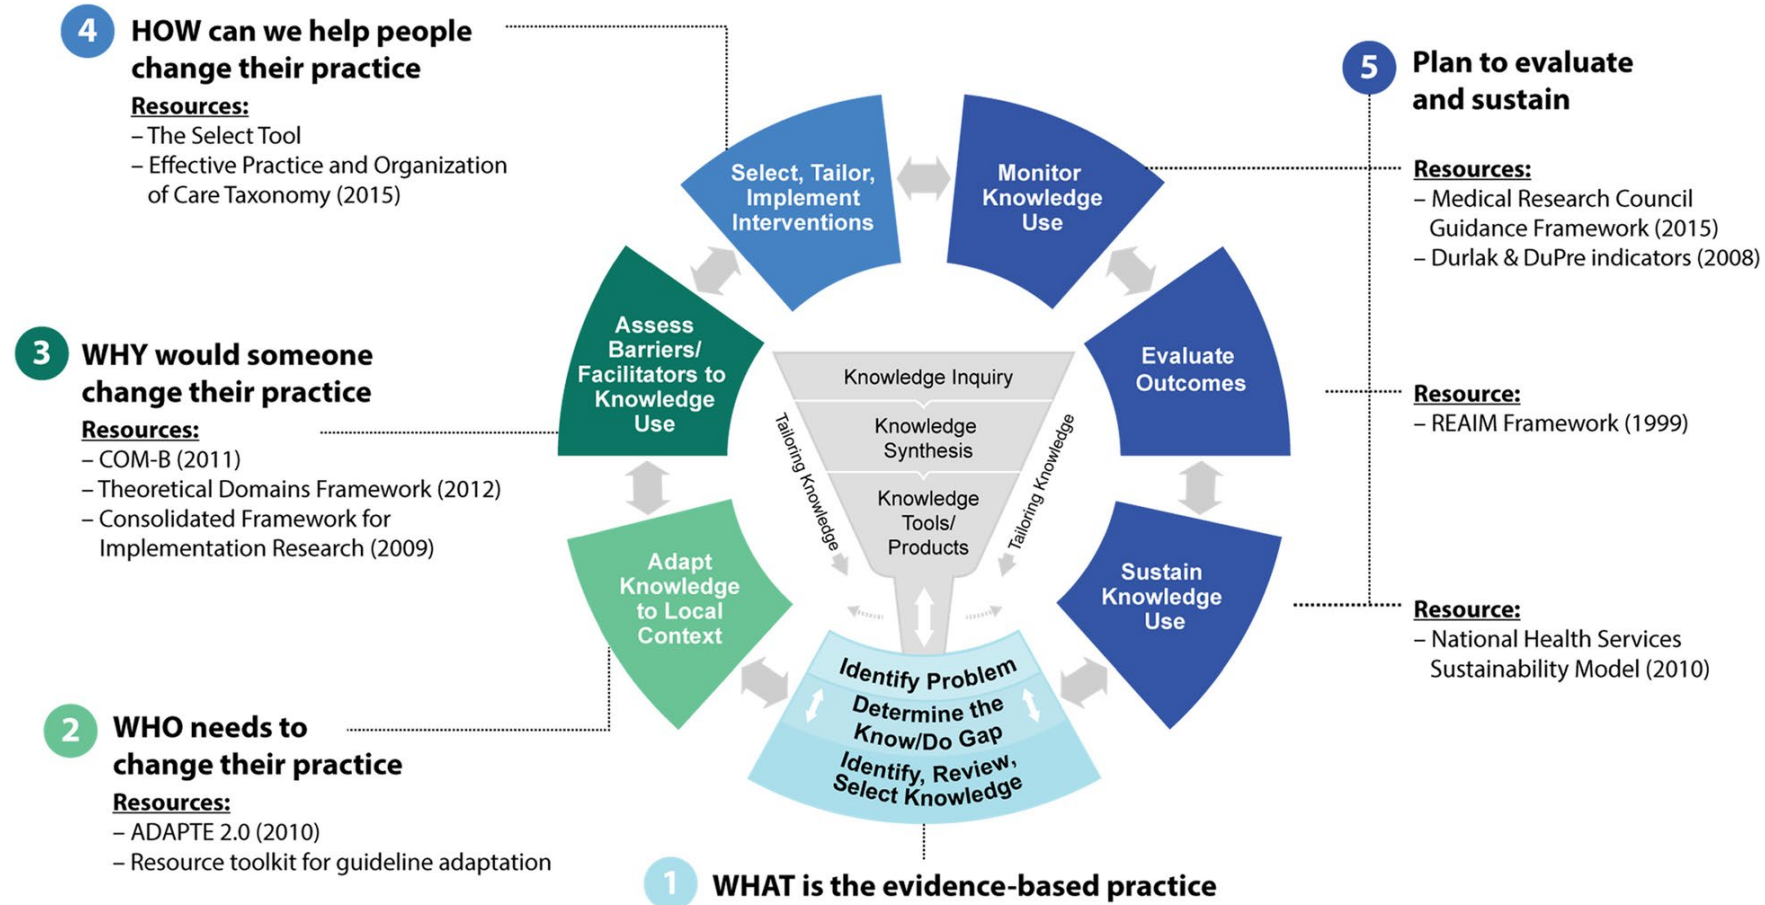 4
HOW can we help people
change their practice
Resources:
– The Select Tool
– Effective Practice and Organization
of Care Taxonomy (2015)
5
Plan to evaluate
and sustain
Resources:
– Medical Research Council
Guidance Framework (2015)
– Durlak & DuPre indicators (2008)
Resource:
– REAIM Framework (1999)
Resource:
– National Health Services
Sustainability Model (2010)
3
WHY would someone
change their practice
Resources:
– COM-B (2011)
– Theoretical Domains Framework (2012)
– Consolidated Framework for
Implementation Research (2009)
2
WHO needs to
change their practice
Resources:
– ADAPTE 2.0 (2010)
– Resource toolkit for guideline adaptation
1
WHAT is the evidence-based practice
Select, Tailor,
Implement
Interventions
Monitor
Knowledge
Use
Assess
Barriers/
Facilitators to
Knowledge
Use
Evaluate
Outcomes
Adapt
Knowledge
to Local
Context
Sustain
Knowledge
Use
Knowledge Inquiry
Knowledge
Synthesis
Knowledge
Tools/
Products
Tailoring Knowledge
Tailoring Knowledge
Identify Problem
Determine the
Know/Do Gap
Identify, Review,
Select Knowledge